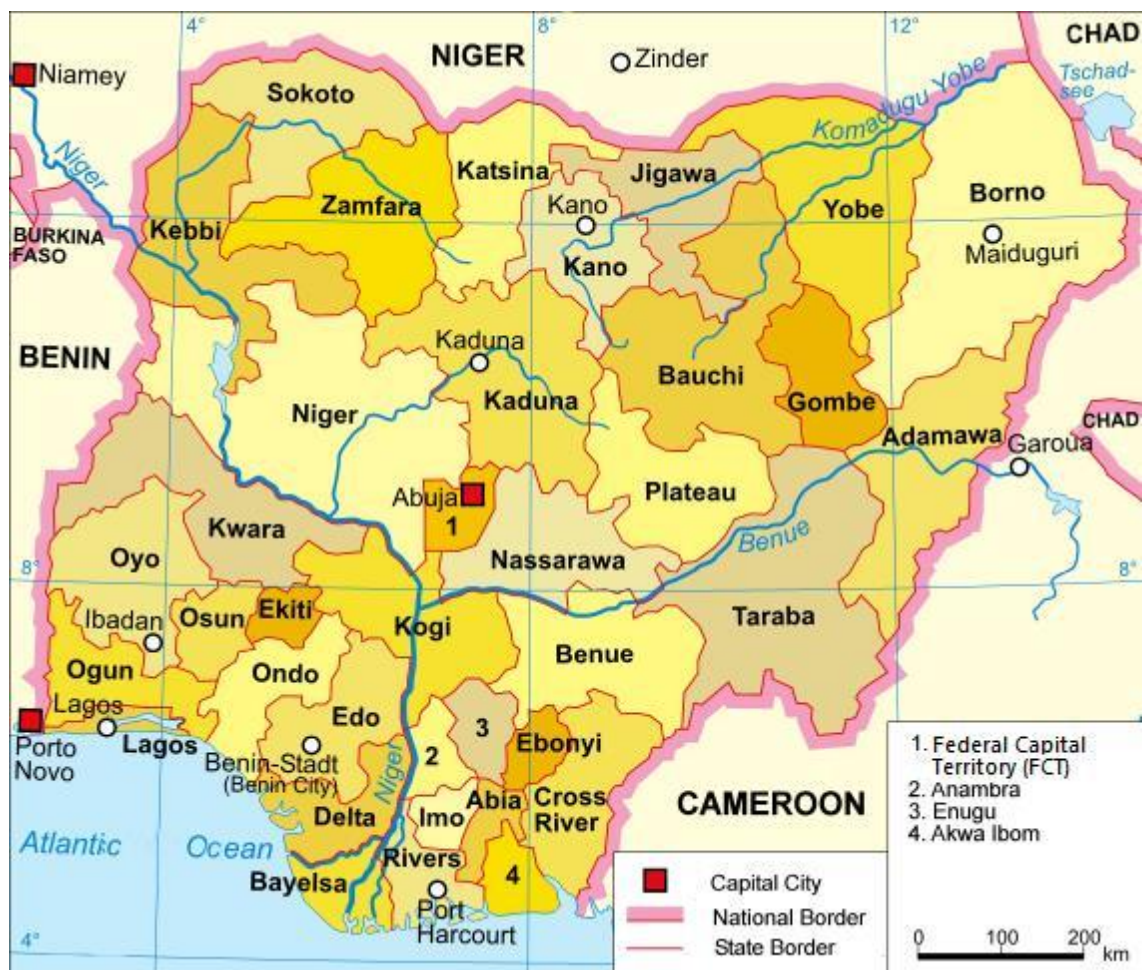 4°
8°
12°
CHAD
NIGER
Zinder
Niamey
Tschad-
see
Komadugu Yobe
Sokoto
Niger
Katsina
Jigawa
Zamfara
Kano
Yobe
Borno
Kebbi
BURKINA
FASO
Maiduguri
Kano
BENIN
Kaduna
Bauchi
Kaduna
Gombe
Niger
CHAD
Adamawa
Garoua
Abuja
Plateau
1
Kwara
Benue
Nassarawa
Oyo
8°
8°
Ibadan
Osun
Ekiti
Kogi
Taraba
Benue
Ogun
Ondo
Lagos
Edo
3
Porto
Novo
Lagos
2
Ebonyi
Niger
Benin-Stadt
(Benin City)
Abia
Cross
River
Delta
Imo
CAMEROON
Atlantic
Ocean
Rivers
Bayelsa
4
Port
Harcourt
4°
1. Federal Capital
Territory (FCT)
2. Anambra
3. Enugu
4. Akwa Ibom
Capital City
National Border
State Border
0 100 200
km